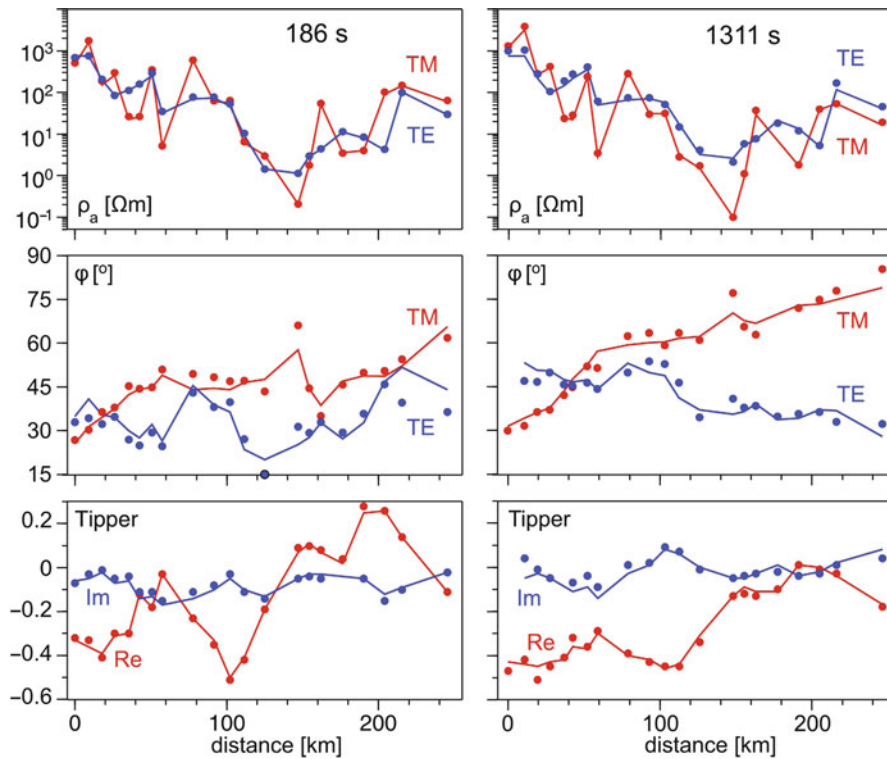 186 s
1311 s
10³
10²
10¹
10⁰
10⁻¹
TM
TE
ρa [Ωm]
TE
TM
ρa [Ωm]
90
75
60
45
30
15
φ [º]
TM
TE
φ [º]
TM
TE
0.2
0
−0.2
−0.4
−0.6
Tipper
Im
Re
Tipper
Im
Re
0 100 200
0 100 200
distance [km]
distance [km]